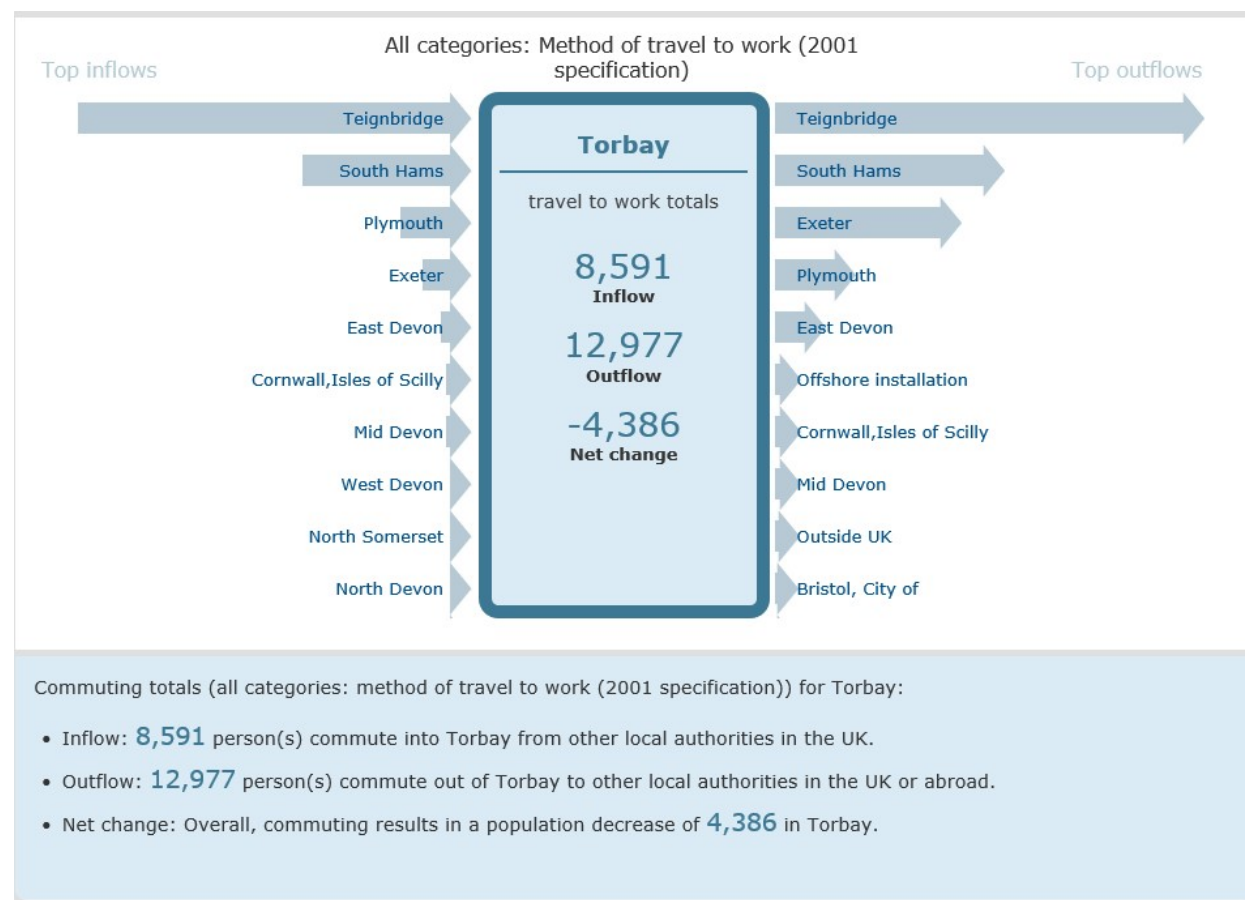 All categories: Method of travel to work (2001
specification)
Top inflows
Top outflows
Teignbridge
South Hams
Plymouth
Exeter
East Devon
Cornwall,Isles of Scilly
Mid Devon
West Devon
North Somerset
North Devon
Torbay
travel to work totals
8,591
Inflow
12,977
Outflow
-4,386
Net change
Teignbridge
South Hams
Exeter
Plymouth
East Devon
Offshore installation
Cornwall,Isles of Scilly
Mid Devon
Outside UK
Bristol, City of
Commuting totals (all categories: method of travel to work (2001 specification)) for Torbay:
• Inflow: 8,591 person(s) commute into Torbay from other local authorities in the UK.
• Outflow: 12,977 person(s) commute out of Torbay to other local authorities in the UK or abroad.
• Net change: Overall, commuting results in a population decrease of 4,386 in Torbay.